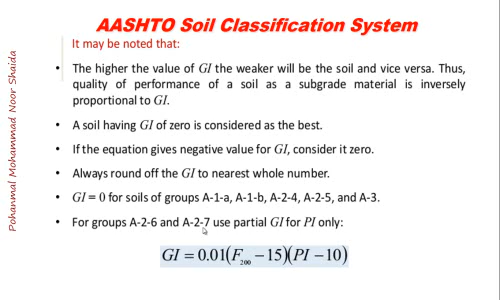 AASHTO Soil Classification System
It may be noted that:
• The higher the value of GI the weaker will be the soil and vice versa. Thus,
quality of performance of a soil as a subgrade material is inversely
proportional to GI.
• A soil having GI of zero is considered as the best.
• If the equation gives negative value for GI, consider it zero.
• Always round off the GI to nearest whole number.
• GI = 0 for soils of groups A-1-a, A-1-b, A-2-4, A-2-5, and A-3.
• For groups A-2-6 and A-2-7 use partial GI for PI only:
GI = 0.01(F₂₀₀ − 15)(PI − 10)
Pohanmal Mohammad Noor Shaida